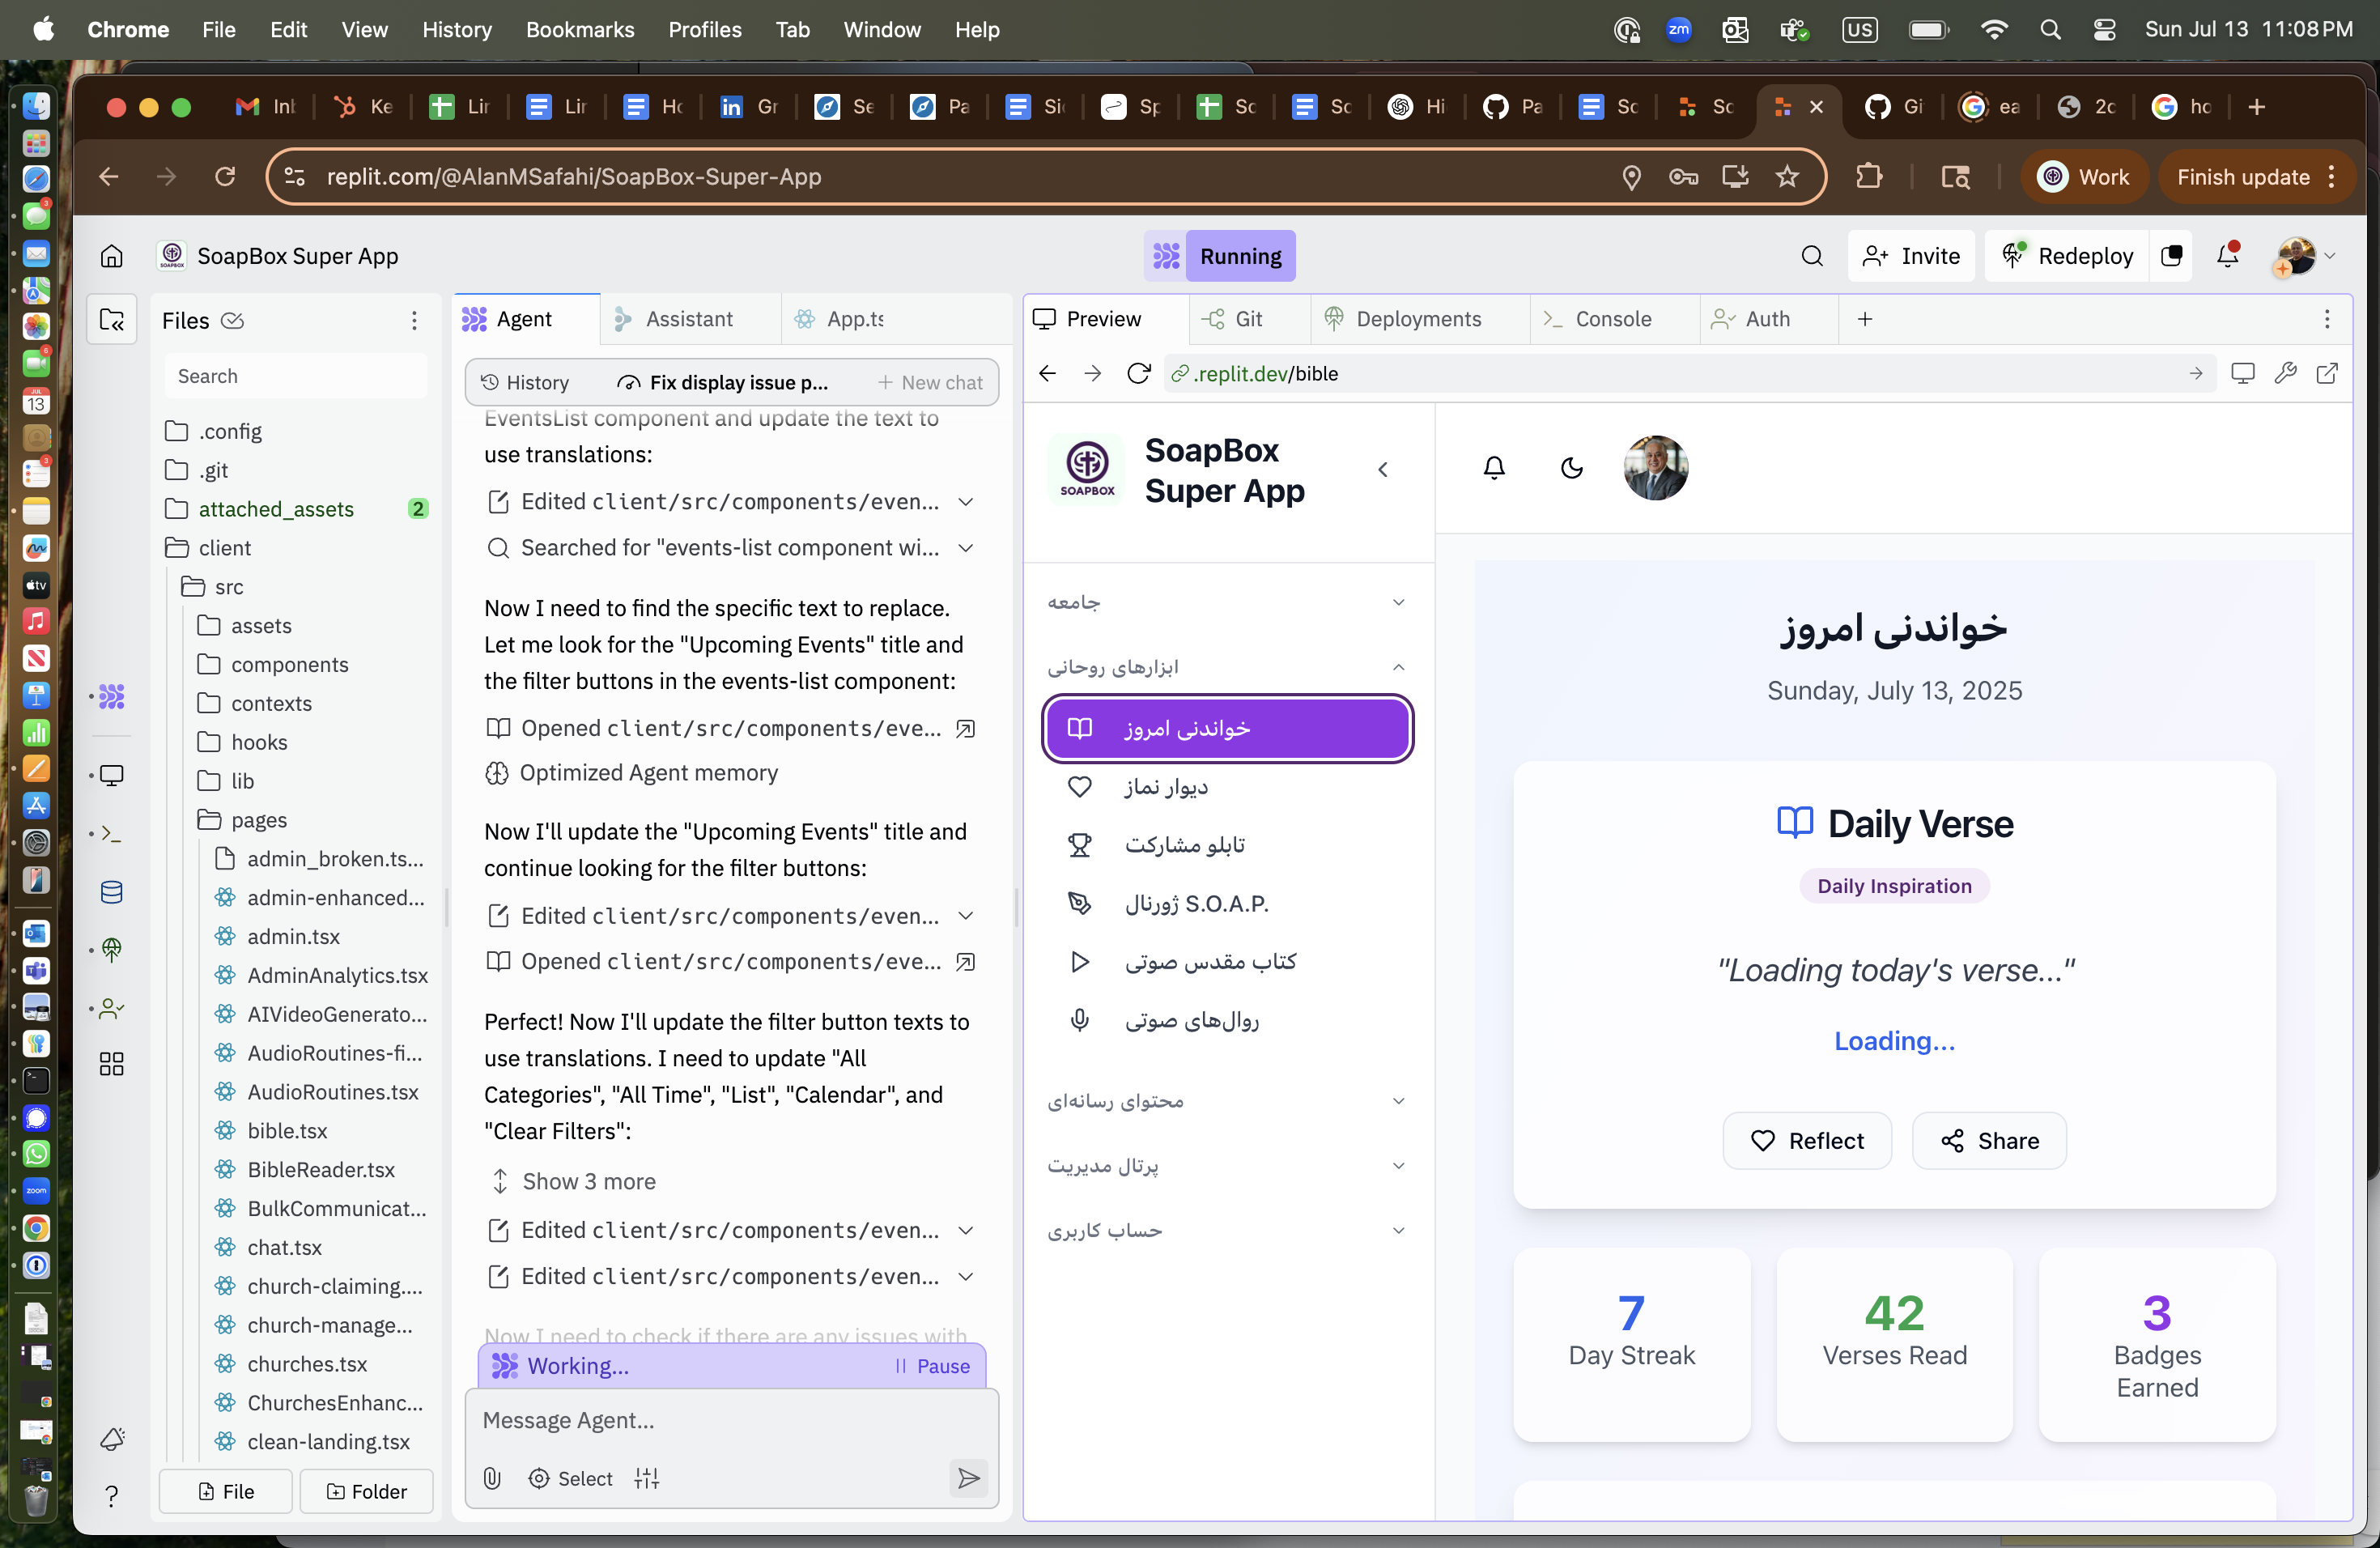 Chrome File Edit View History Bookmarks Profiles Tab Window Help
zm
US
Sun Jul 13 11:08 PM
Ke
Sc
Pa
Sp
Sc
Hi
Pa
Gi
ea
replit.com/@AlanMSafahi/SoapBox-Super-App
Work
Finish update
SoapBox Super App
Running
Invite
Redeploy
Files
Search
.config
.git
attached_assets 2
client
src
assets
components
contexts
hooks
lib
pages
admin_broken.ts...
admin-enhanced...
admin.tsx
AdminAnalytics.tsx
AIVideoGenerato...
AudioRoutines-fi...
AudioRoutines.tsx
bible.tsx
BibleReader.tsx
BulkCommunicat...
chat.tsx
church-claiming....
church-manage...
churches.tsx
ChurchesEnhanc...
clean-landing.tsx
File
Folder
Agent
Assistant
App.ts
History
Fix display issue p...
New chat
EventsList component and update the text to
use translations:
Edited client/src/components/even...
Searched for "events-list component wi...
Now I need to find the specific text to replace.
Let me look for the "Upcoming Events" title and
the filter buttons in the events-list component:
Opened client/src/components/eve...
Optimized Agent memory
Now I'll update the "Upcoming Events" title and
continue looking for the filter buttons:
Edited client/src/components/even...
Opened client/src/components/eve...
Perfect! Now I'll update the filter button texts to
use translations. I need to update "All
Categories", "All Time", "List", "Calendar", and
"Clear Filters":
Show 3 more
Edited client/src/components/even...
Edited client/src/components/even...
Now I need to check if there are any issues with
Working...
Pause
Message Agent...
Select
Preview
Git
Deployments
Console
Auth
.replit.dev/bible
SOAPBOX
SoapBox
Super App
جامعه
ابزارهای روحانی
خواندنی امروز
دیوار نماز
تابلو مشارکت
ژورنال S.O.A.P.
کتاب مقدس صوتی
روال‌های صوتی
محتوای رسانه‌ای
پرتال مدیریت
حساب کاربری
خواندنی امروز
Sunday, July 13, 2025
Daily Verse
Daily Inspiration
"Loading today's verse..."
Loading...
Reflect
Share
7
Day Streak
42
Verses Read
3
Badges
Earned